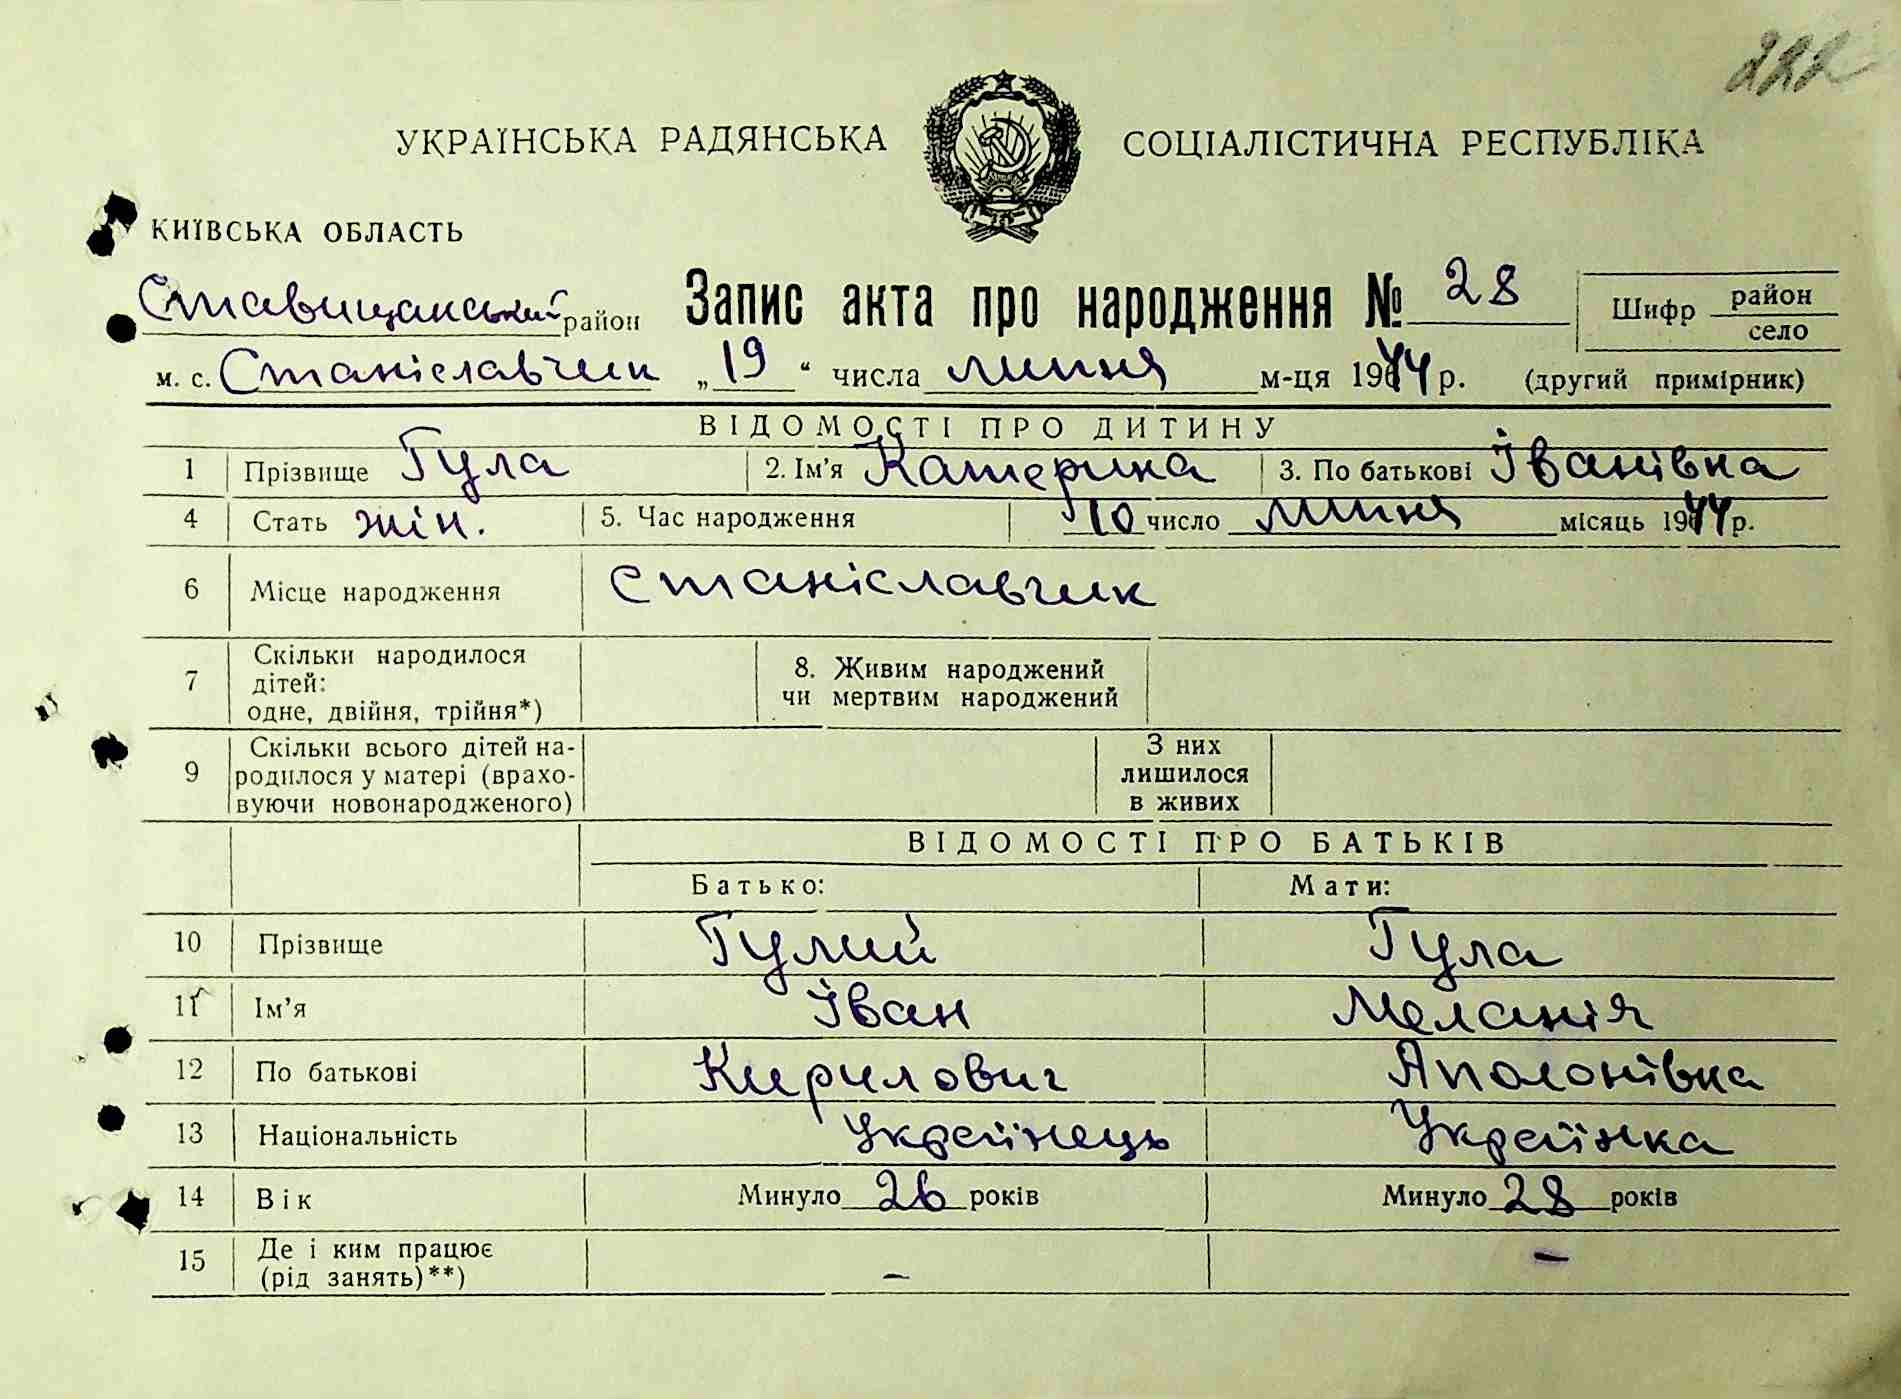 222
УКРАЇНСЬКА РАДЯНСЬКА СОЦІАЛІСТИЧНА РЕСПУБЛІКА
КИЇВСЬКА ОБЛАСТЬ
Ставищанський район Запис акта про народження № 28 Шифр район село
м. с. Станіславчик „19“ числа липня м-ця 1944 р. (другий примірник)
ВІДОМОСТІ ПРО ДИТИНУ
1 Прізвище Гула 2. Ім'я Катерина 3. По батькові Іванівна
4 Стать жін. 5. Час народження 10 число липня місяць 1944 р.
6 Місце народження Станіславчик
7 Скільки народилося дітей: одне, двійня, трійня*) 8. Живим народжений чи мертвим народжений
9 Скільки всього дітей на-родилося у матері (врахо-вуючи новонародженого) З них лишилося в живих
ВІДОМОСТІ ПРО БАТЬКІВ
Батько: Мати:
10 Прізвище Гулий Гула
11 Ім'я Іван Меланія
12 По батькові Кирилович Аполонівна
13 Національність Українець Українка
14 Вік Минуло 26 років Минуло 28 років
15 Де і ким працює (рід занять)**) – –